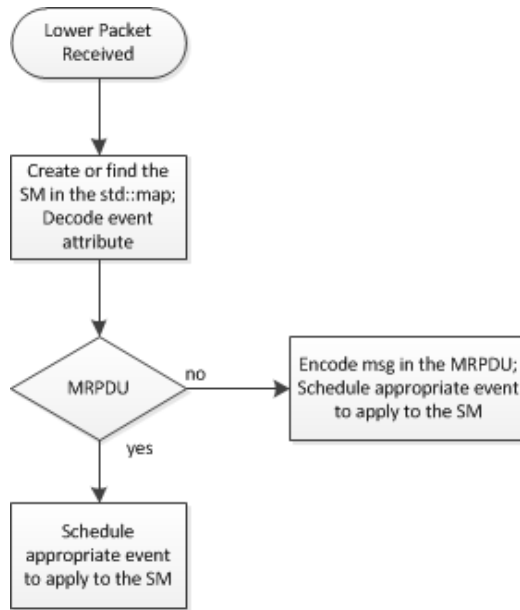 Lower Packet
Received
Create or find the
SM in the std::map;
Decode event
attribute
MRPDU
no
Encode msg in the MRPDU;
Schedule appropriate event
to apply to the SM
yes
Schedule
appropriate event
to apply to the SM